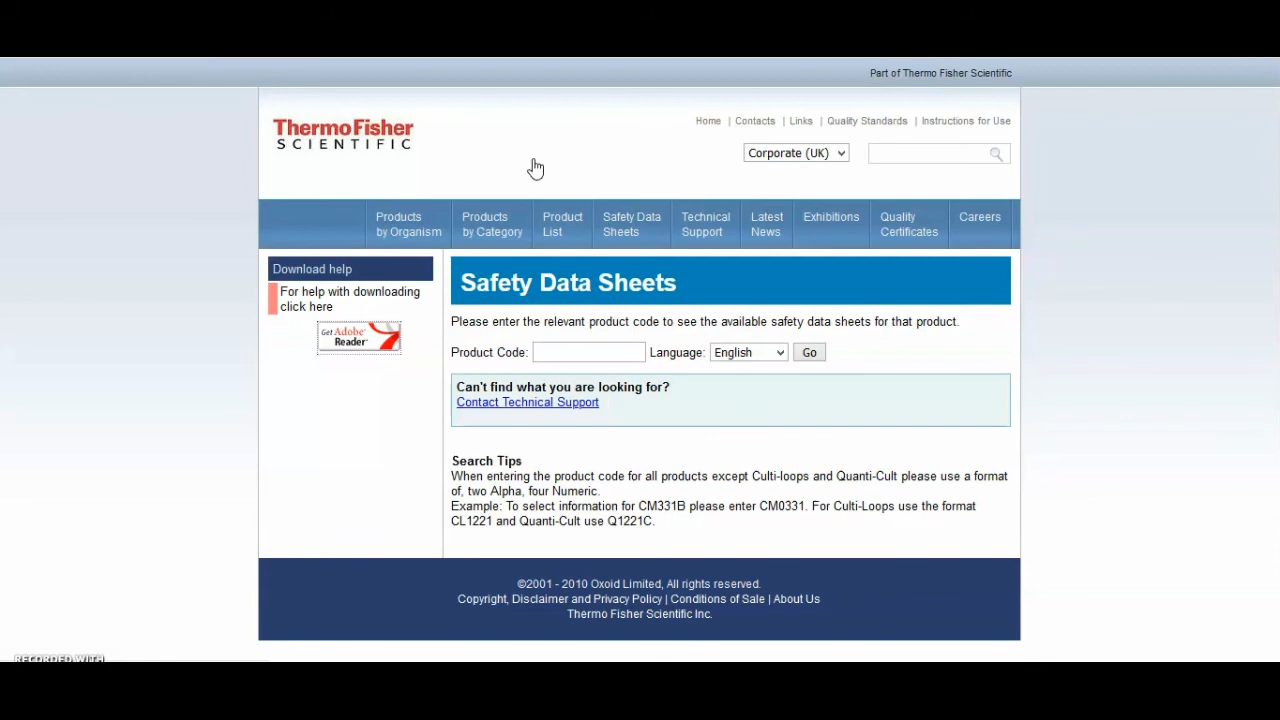 Part of Thermo Fisher Scientific
ThermoFisher
SCIENTIFIC
Home | Contacts | Links | Quality Standards | Instructions for Use
Corporate (UK)
Products by Organism
Products by Category
Product List
Safety Data Sheets
Technical Support
Latest News
Exhibitions
Quality Certificates
Careers
Download help
For help with downloading
click here
Get Adobe
Reader
Safety Data Sheets
Please enter the relevant product code to see the available safety data sheets for that product.
Product Code: Language: English Go
Can't find what you are looking for?
Contact Technical Support
Search Tips
When entering the product code for all products except Culti-loops and Quanti-Cult please use a format
of, two Alpha, four Numeric.
Example: To select information for CM331B please enter CM0331. For Culti-Loops use the format
CL1221 and Quanti-Cult use Q1221C.
©2001 - 2010 Oxoid Limited, All rights reserved.
Copyright, Disclaimer and Privacy Policy | Conditions of Sale | About Us
Thermo Fisher Scientific Inc.
RECORDED WITH